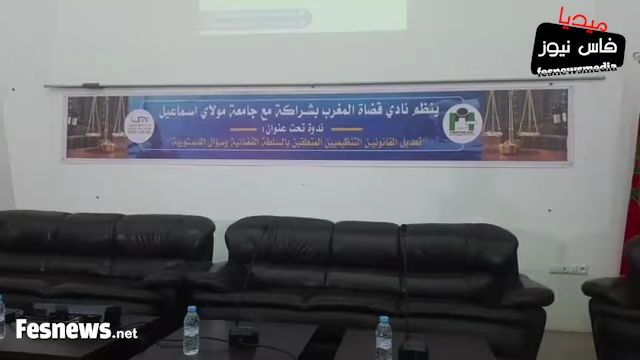 ميديا
فاس نيوز
fesnewsmedia
ينظم نادي قضاة المغرب بشراكة مع جامعة مولاي اسماعيل
ندوة تحت عنوان:
"تعديل القانونين التنظيميين المتعلقين بالسلطة القضائية وسؤال الدستورية"
Fesnews.net